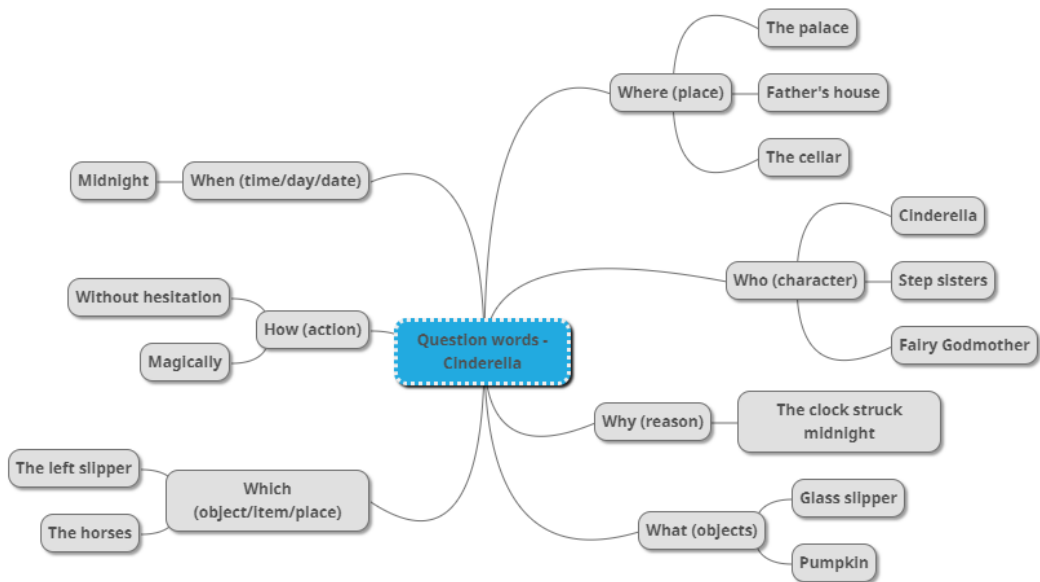 Question words -
Cinderella
Where (place)
The palace
Father's house
The cellar
Who (character)
Cinderella
Step sisters
Fairy Godmother
Why (reason)
The clock struck
midnight
What (objects)
Glass slipper
Pumpkin
When (time/day/date)
Midnight
How (action)
Without hesitation
Magically
Which
(object/item/place)
The left slipper
The horses